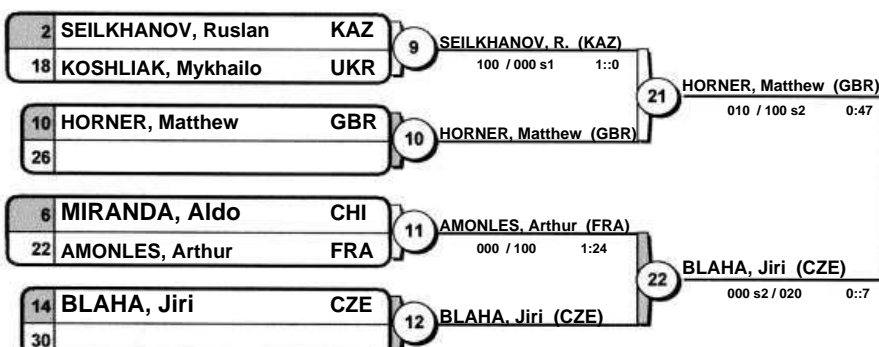 2 SEILKHANOV, Ruslan KAZ
18 KOSHLIAK, Mykhailo UKR
9
SEILKHANOV, R. (KAZ)
100 / 000 s1 1::0
10 HORNER, Matthew GBR
26
10
HORNER, Matthew (GBR)
21
HORNER, Matthew (GBR)
010 / 100 s2 0:47
6 MIRANDA, Aldo CHI
22 AMONLES, Arthur FRA
11
AMONLES, Arthur (FRA)
000 / 100 1:24
14 BLAHA, Jiri CZE
30
12
BLAHA, Jiri (CZE)
22
BLAHA, Jiri (CZE)
000 s2 / 020 0::7